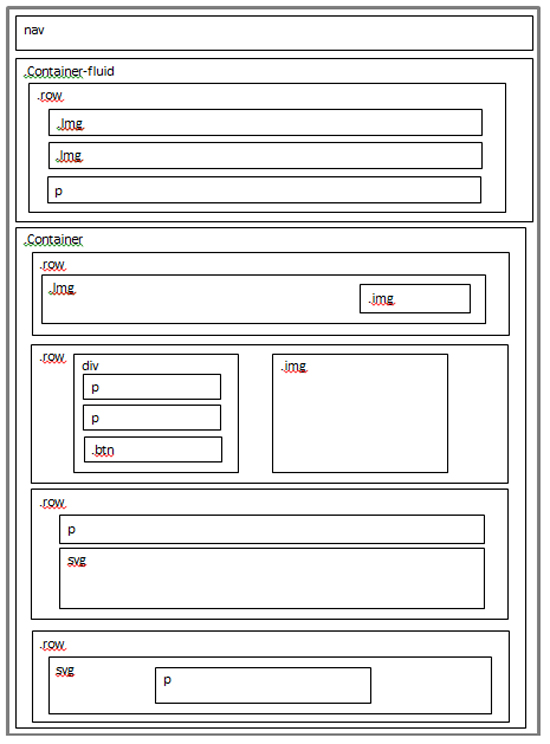 nav
.Container-fluid
.row
.Img
.Img
p
.Container
.row
.Img
.img
.row
div
p
p
.btn
.img
.row
p
svg
.row
svg
p